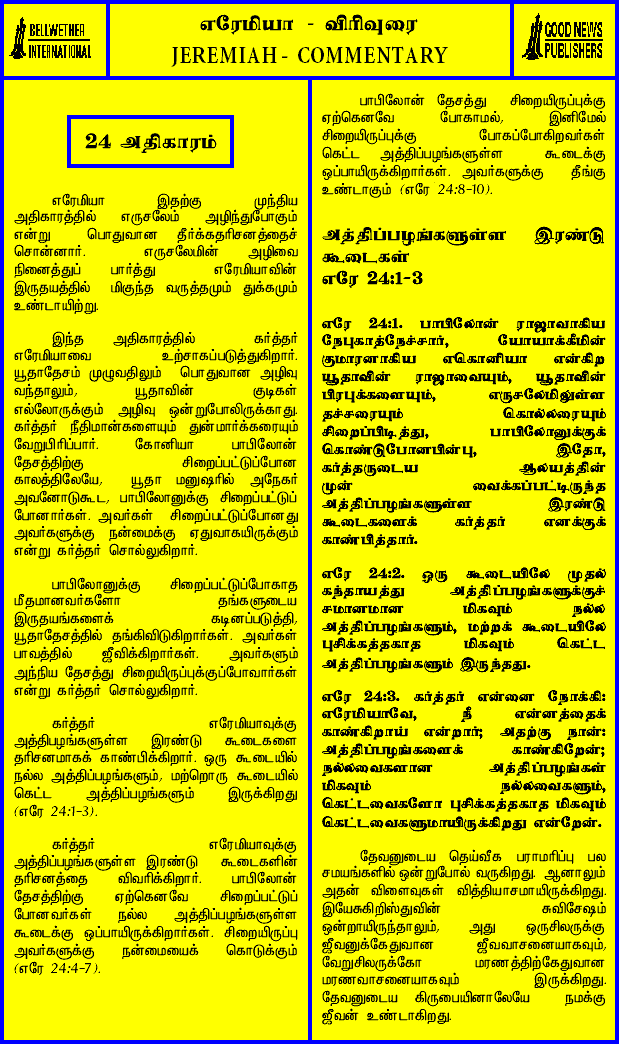 BELLWETHER
INTERNATIONAL
எரேமியா - விரிவுரை
JEREMIAH - COMMENTARY
GOOD NEWS
PUBLISHERS
24 அதிகாரம்
எரேமியா இதற்கு முந்திய
அதிகாரத்தில் எருசலேம் அழிந்துபோகும்
என்று பொதுவான தீர்க்கதரிசனத்தைச்
சொன்னார். எருசலேமின் அழிவை
நினைத்துப் பார்த்து எரேமியாவின்
இருதயத்தில் மிகுந்த வருத்தமும் துக்கமும்
உண்டாயிற்று.
இந்த அதிகாரத்தில் கர்த்தர்
எரேமியாவை உற்சாகப்படுத்துகிறார்.
யூதாதேசம் முழுவதிலும் பொதுவான அழிவு
வந்தாலும், யூதாவின் குடிகள்
எல்லோருக்கும் அழிவு ஒன்றுபோலிருக்காது.
கர்த்தர் நீதிமான்களையும் துன்மார்க்கரையும்
வேறுபிரிப்பார். கோனியா பாபிலோன்
தேசத்திற்கு சிறைப்பட்டுப்போன
காலத்திலேயே, யூதா மனுஷரில் அநேகர்
அவனோடுகூட, பாபிலோனுக்கு சிறைப்பட்டுப்
போனார்கள். அவர்கள் சிறைப்பட்டுப்போனது
அவர்களுக்கு நன்மைக்கு ஏதுவாகயிருக்கும்
என்று கர்த்தர் சொல்லுகிறார்.
பாபிலோனுக்கு சிறைப்பட்டுப்போகாத
மீதமானவர்களோ தங்களுடைய
இருதயங்களைக் கடினப்படுத்தி,
யூதாதேசத்தில் தங்கிவிடுகிறார்கள். அவர்கள்
பாவத்தில் ஜீவிக்கிறார்கள். அவர்களும்
அந்நிய தேசத்து சிறையிருப்புக்குப்போவார்கள்
என்று கர்த்தர் சொல்லுகிறார்.
கர்த்தர் எரேமியாவுக்கு
அத்திபழங்களுள்ள இரண்டு கூடைகளை
தரிசனமாகக் காண்பிக்கிறார். ஒரு கூடையில்
நல்ல அத்திப்பழங்களும், மற்றொரு கூடையில்
கெட்ட அத்திப்பழங்களும் இருக்கிறது
(எரே 24:1-3).
கர்த்தர் எரேமியாவுக்கு
அத்திப்பழங்களுள்ள இரண்டு கூடைகளின்
தரிசனத்தை விவரிக்கிறார். பாபிலோன்
தேசத்திற்கு ஏற்கெனவே சிறைப்பட்டுப்
போனவர்கள் நல்ல அத்திப்பழங்களுள்ள
கூடைக்கு ஒப்பாயிருக்கிறார்கள். சிறையிருப்பு
அவர்களுக்கு நன்மையைக் கொடுக்கும்
(எரே 24:4-7).
பாபிலோன் தேசத்து சிறையிருப்புக்கு
ஏற்கெனவே போகாமல், இனிமேல்
சிறையிருப்புக்கு போகப்போகிறவர்கள்
கெட்ட அத்திப்பழங்களுள்ள கூடைக்கு
ஒப்பாயிருக்கிறார்கள். அவர்களுக்கு தீங்கு
உண்டாகும் (எரே 24:8-10).
அத்திப்பழங்களுள்ள இரண்டு
கூடைகள்
எரே 24:1-3
எரே 24:1. பாபிலோன் ராஜாவாகிய
நேபுகாத்நேச்சார், யோயாக்கீமின்
குமாரனாகிய எகொனியா என்கிற
யூதாவின் ராஜாவையும், யூதாவின்
பிரபுக்களையும், எருசலேமிலுள்ள
தச்சரையும் கொல்லரையும்
சிறைப்பிடித்து, பாபிலோனுக்குக்
கொண்டுபோனபின்பு, இதோ,
கர்த்தருடைய ஆலயத்தின்
முன் வைக்கப்பட்டிருந்த
அத்திப்பழங்களுள்ள இரண்டு
கூடைகளைக் கர்த்தர் எனக்குக்
காண்பித்தார்.
எரே 24:2. ஒரு கூடையிலே முதல்
கந்தாயத்து அத்திப்பழங்களுக்குச்
சமானமான மிகவும் நல்ல
அத்திப்பழங்களும், மற்றக் கூடையிலே
புசிக்கத்தகாத மிகவும் கெட்ட
அத்திப்பழங்களும் இருந்தது.
எரே 24:3. கர்த்தர் என்னை நோக்கி:
எரேமியாவே, நீ என்னத்தைக்
காண்கிறாய் என்றார்; அதற்கு நான்:
அத்திப்பழங்களைக் காண்கிறேன்;
நல்லவைகளான அத்திப்பழங்கள்
மிகவும் நல்லவைகளும்,
கெட்டவைகளோ புசிக்கத்தகாத மிகவும்
கெட்டவைகளுமாயிருக்கிறது என்றேன்.
தேவனுடைய தெய்வீக பராமரிப்பு பல
சமயங்களில் ஒன்றுபோல் வருகிறது. ஆனாலும்
அதன் விளைவுகள் வித்தியாசமாயிருக்கிறது.
இயேசுகிறிஸ்துவின் சுவிசேஷம்
ஒன்றாயிருந்தாலும், அது ஒருசிலருக்கு
ஜீவனுக்கேதுவான ஜீவவாசனையாகவும்,
வேறுசிலருக்கோ மரணத்திற்கேதுவான
மரணவாசனையாகவும் இருக்கிறது.
தேவனுடைய கிருபையினாலேயே நமக்கு
ஜீவன் உண்டாகிறது.